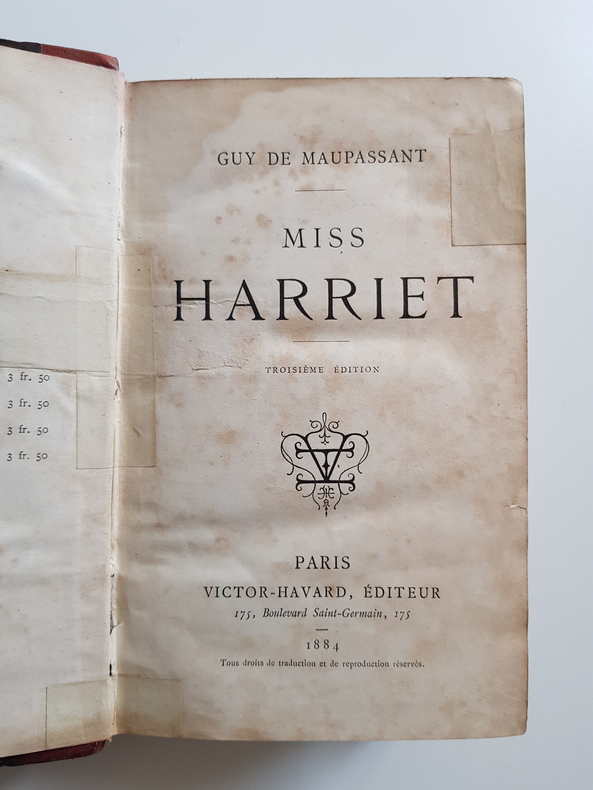 3 fr. 50
3 fr. 50
3 fr. 50
3 fr. 50
GUY DE MAUPASSANT
MISS
HARRIET
TROISIÈME ÉDITION
PARIS
VICTOR-HAVARD, ÉDITEUR
175, Boulevard Saint-Germain, 175
1884
Tous droits de traduction et de reproduction réservés.